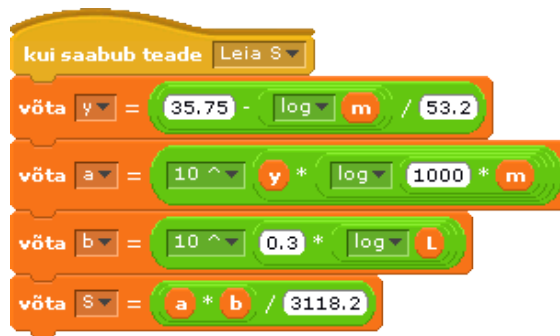 kui saabub teade Leia S
võta y = 35.75 - log m / 53.2
võta a = 10 ^ y * log 1000 * m
võta b = 10 ^ 0.3 * log L
võta S = a * b / 3118.2